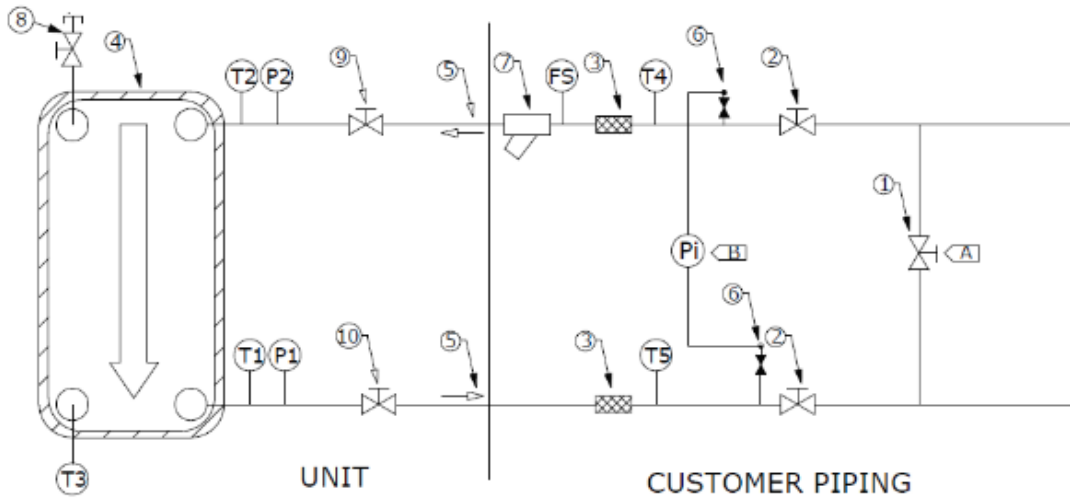 ⑧ ④ ⑨ ⑤ ⑦ ③ ⑥ ②
T2 P2 FS T4
①
Pi B A
⑩ ⑤ ③ ⑥ ②
T1 P1 T5
T3
UNIT CUSTOMER PIPING